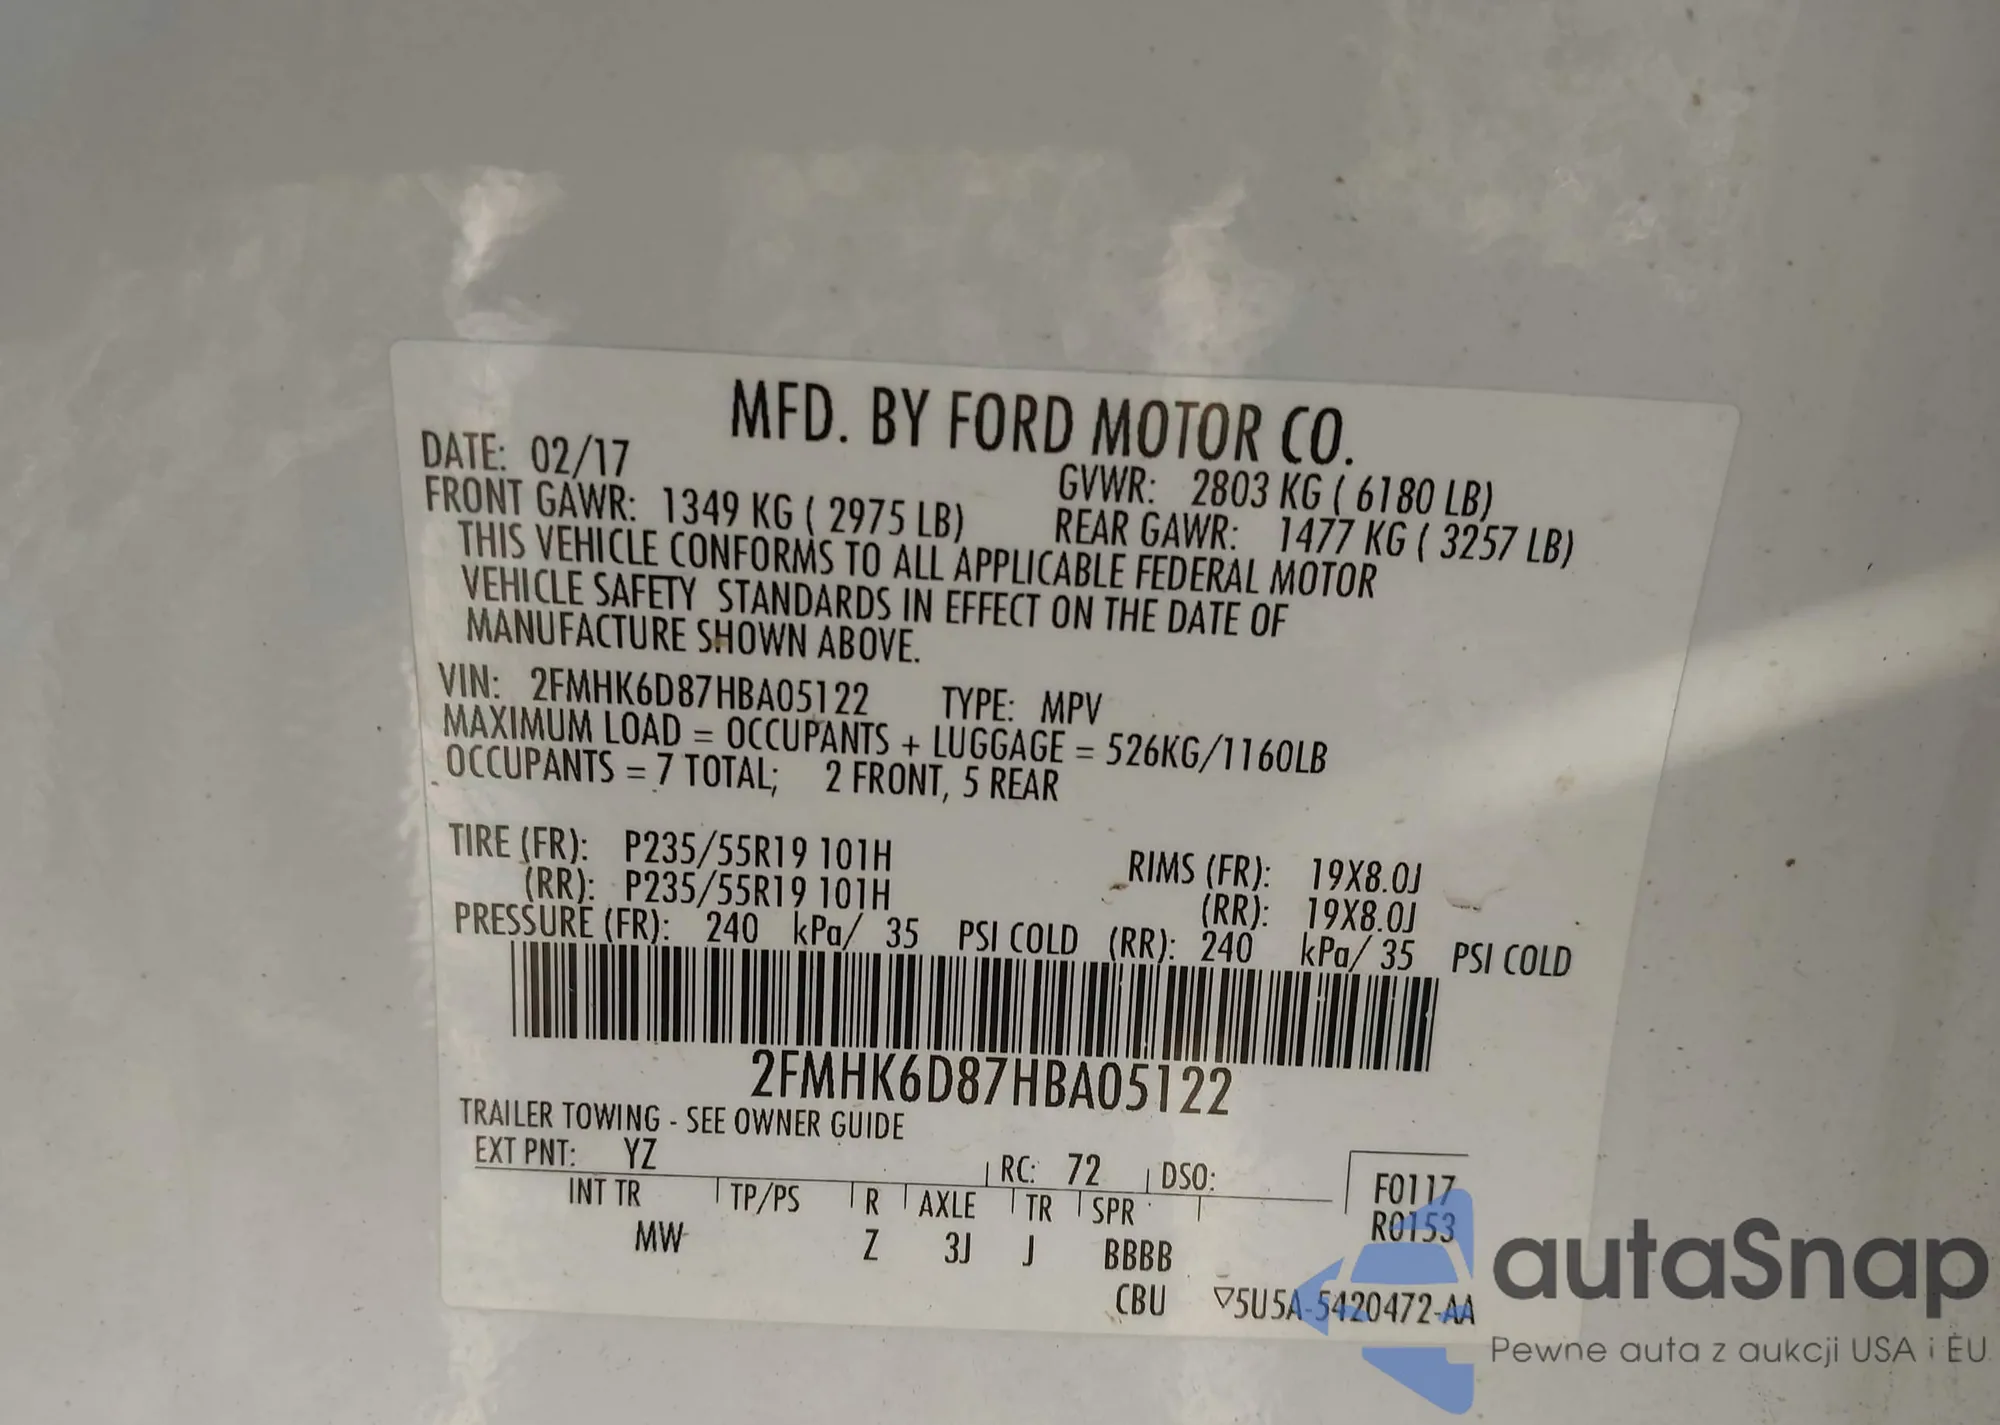 MFD. BY FORD MOTOR CO.
DATE: 02/17
GVWR: 2803 KG ( 6180 LB)
FRONT GAWR: 1349 KG ( 2975 LB)
REAR GAWR: 1477 KG ( 3257 LB)
THIS VEHICLE CONFORMS TO ALL APPLICABLE FEDERAL MOTOR
VEHICLE SAFETY STANDARDS IN EFFECT ON THE DATE OF
MANUFACTURE SHOWN ABOVE.
VIN: 2FMHK6D87HBA05122 TYPE: MPV
MAXIMUM LOAD = OCCUPANTS + LUGGAGE = 526KG/1160LB
OCCUPANTS = 7 TOTAL; 2 FRONT, 5 REAR
TIRE (FR): P235/55R19 101H RIMS (FR): 19X8.0J
(RR): P235/55R19 101H (RR): 19X8.0J
PRESSURE (FR): 240 kPa/ 35 PSI COLD (RR): 240 kPa/ 35 PSI COLD
2FMHK6D87HBA05122
TRAILER TOWING - SEE OWNER GUIDE
EXT PNT: YZ RC: 72 DSO:
INT TR TP/PS R AXLE TR SPR
MW Z 3J J BBBB
F0117
R0153
CBU ▽5U5A-5420472-AA
autaSnap
Pewne auta z aukcji USA i EU